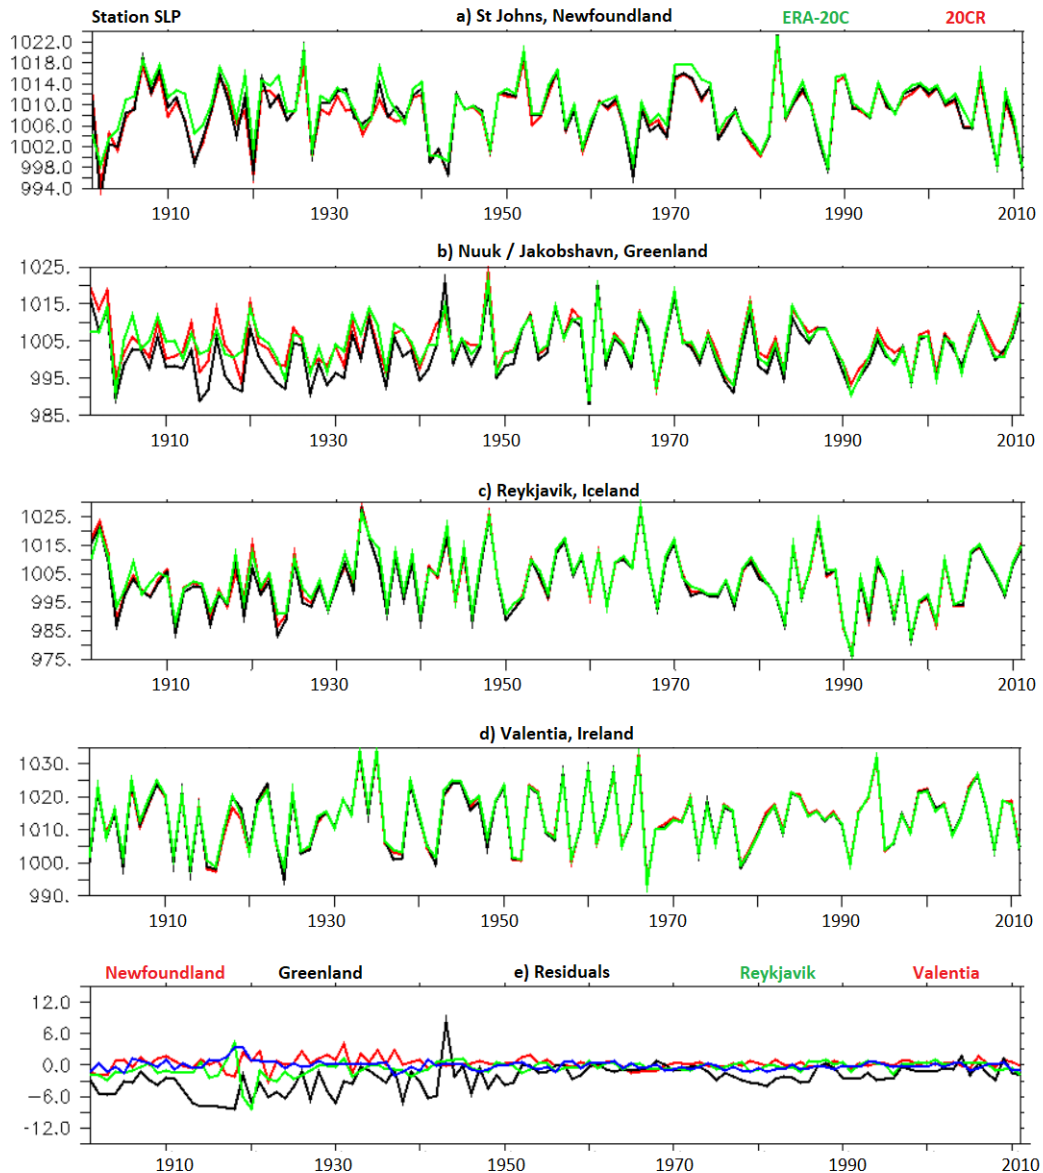 Station SLP a) St Johns, Newfoundland ERA-20C 20CR
1022.0
1018.0
1014.0
1010.0
1006.0
1002.0
998.0
994.0
1910 1930 1950 1970 1990 2010
b) Nuuk / Jakobshavn, Greenland
1025.
1015.
1005.
995.
985.
1910 1930 1950 1970 1990 2010
c) Reykjavik, Iceland
1025.
1015.
1005.
995.
985.
975.
1910 1930 1950 1970 1990 2010
d) Valentia, Ireland
1030.
1020.
1010.
1000.
990.
1910 1930 1950 1970 1990 2010
Newfoundland Greenland e) Residuals Reykjavik Valentia
12.0
6.0
0.0
-6.0
-12.0
1910 1930 1950 1970 1990 2010